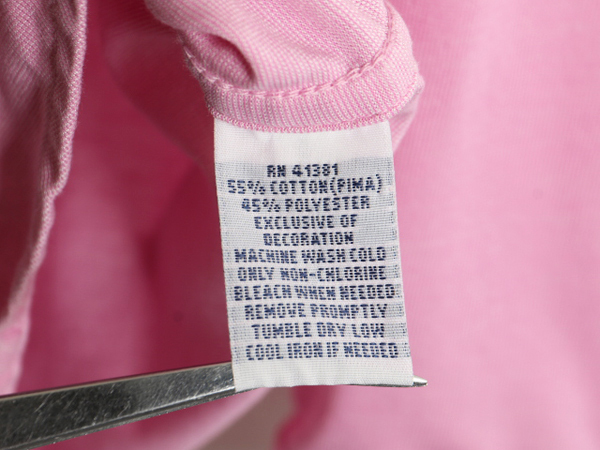 RN 41381
55% COTTON(PIMA)
45% POLYESTER
EXCLUSIVE OF
DECORATION
MACHINE WASH COLD
ONLY NON-CHLORINE
BLEACH WHEN NEEDED
REMOVE PROMPTLY
TUMBLE DRY LOW
COOL IRON IF NEEDED